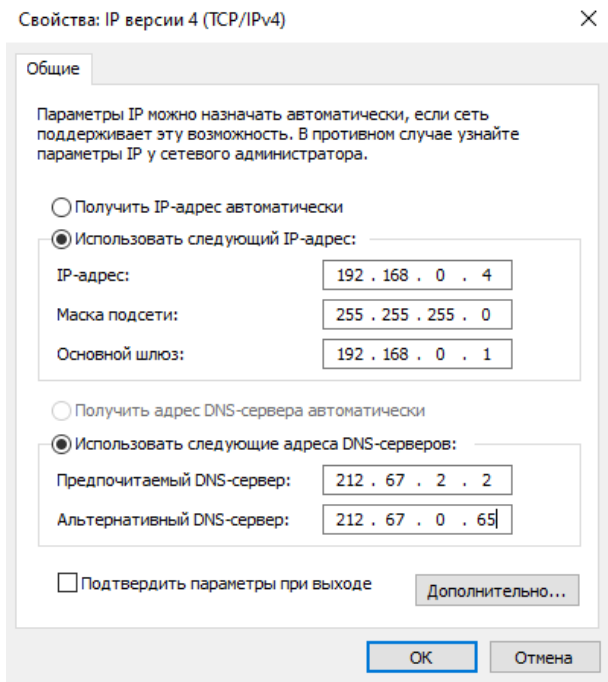 Свойства: IP версии 4 (TCP/IPv4)
Общие
Параметры IP можно назначать автоматически, если сеть
поддерживает эту возможность. В противном случае узнайте
параметры IP у сетевого администратора.
Получить IP-адрес автоматически
Использовать следующий IP-адрес:
IP-адрес: 192 . 168 . 0 . 4
Маска подсети: 255 . 255 . 255 . 0
Основной шлюз: 192 . 168 . 0 . 1
Получить адрес DNS-сервера автоматически
Использовать следующие адреса DNS-серверов:
Предпочитаемый DNS-сервер: 212 . 67 . 2 . 2
Альтернативный DNS-сервер: 212 . 67 . 0 . 65
Подтвердить параметры при выходе
Дополнительно...
ОК Отмена